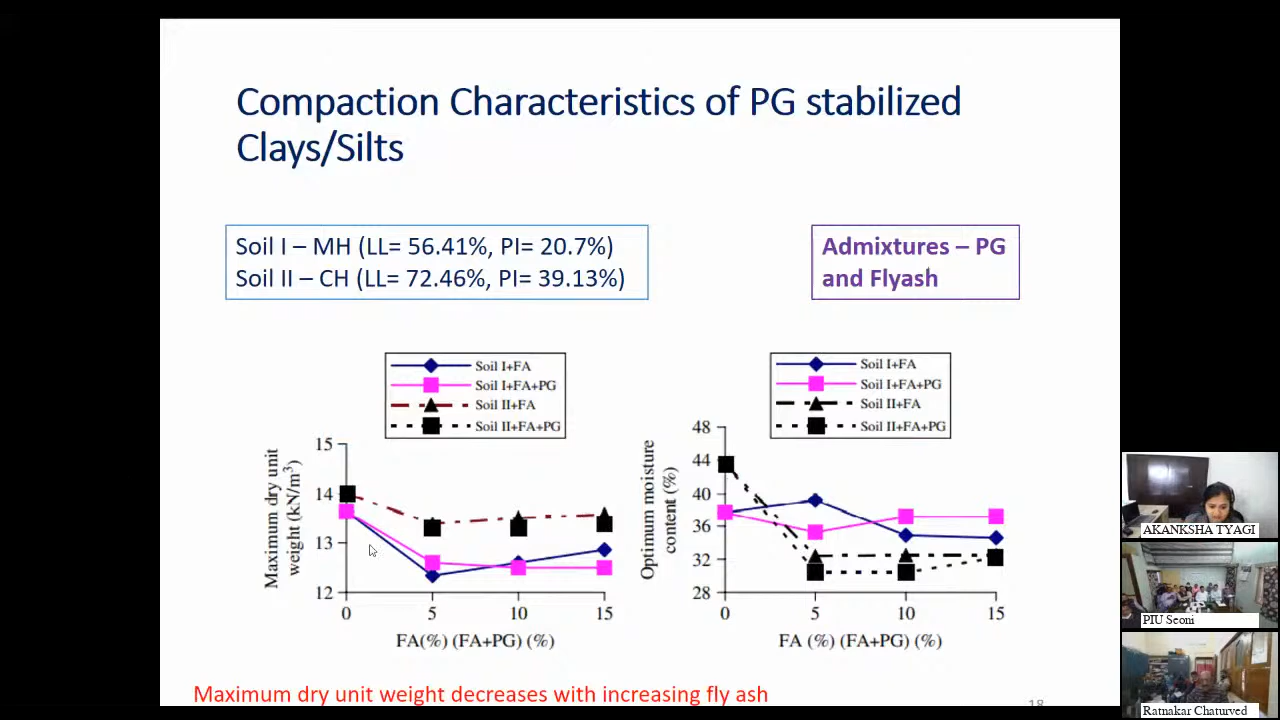 Compaction Characteristics of PG stabilized
Clays/Silts
Soil I – MH (LL= 56.41%, PI= 20.7%)
Soil II – CH (LL= 72.46%, PI= 39.13%)
Admixtures – PG
and Flyash
Soil I+FA
Soil I+FA+PG
Soil II+FA
Soil II+FA+PG
Maximum dry unit
weight (kN/m³)
15
14
13
12
0 5 10 15
FA(%) (FA+PG) (%)
Soil I+FA
Soil I+FA+PG
Soil II+FA
Soil II+FA+PG
Optimum moisture
content (%)
48
44
40
36
32
28
0 5 10 15
FA (%) (FA+PG) (%)
Maximum dry unit weight decreases with increasing fly ash
18
AKANKSHA TYAGI
PIU Seoni
Ratnakar Chaturved